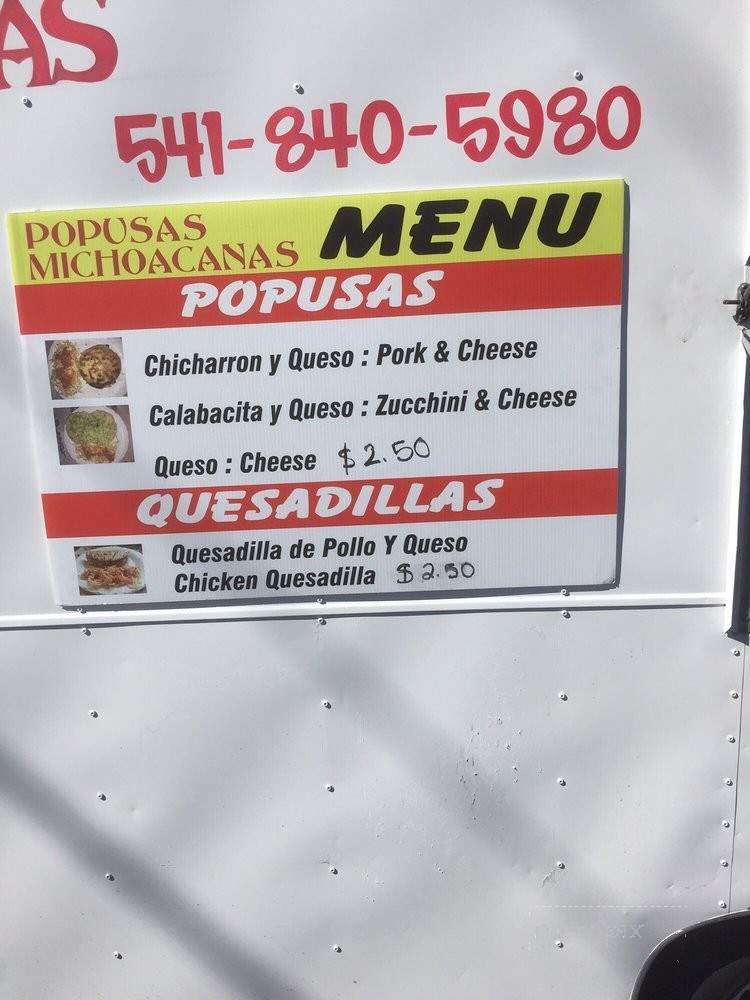 AS
541-840-5980
POPUSAS
MICHOACANAS
MENU
POPUSAS
Chicharron y Queso : Pork & Cheese
Calabacita y Queso : Zucchini & Cheese
Queso : Cheese $2.50
QUESADILLAS
Quesadilla de Pollo Y Queso
Chicken Quesadilla $2.50